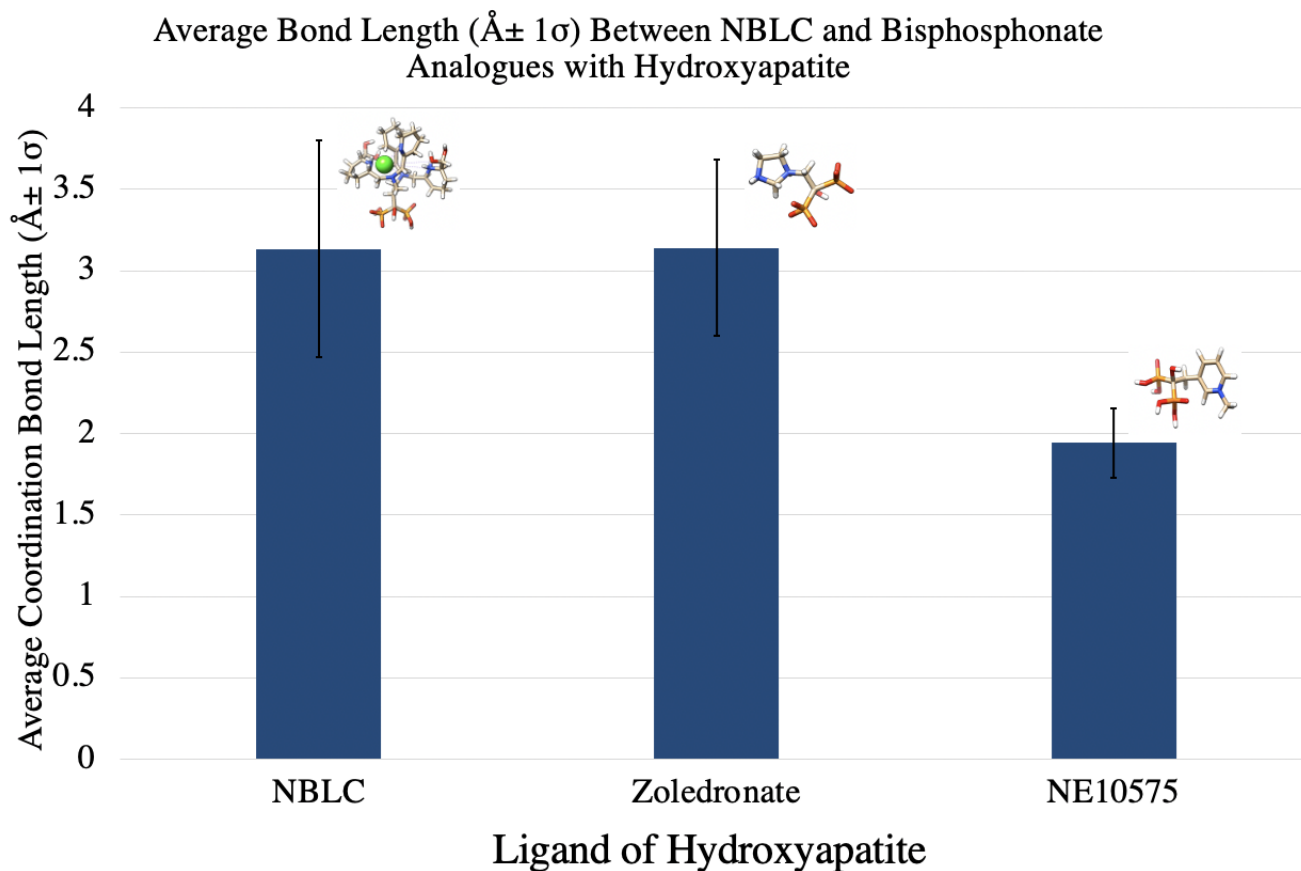 Average Bond Length (Å± 1σ) Between NBLC and Bisphosphonate
Analogues with Hydroxyapatite
Average Coordination Bond Length (Å± 1σ)
4
3.5
3
2.5
2
1.5
1
0.5
0
NBLC
Zoledronate
NE10575
Ligand of Hydroxyapatite